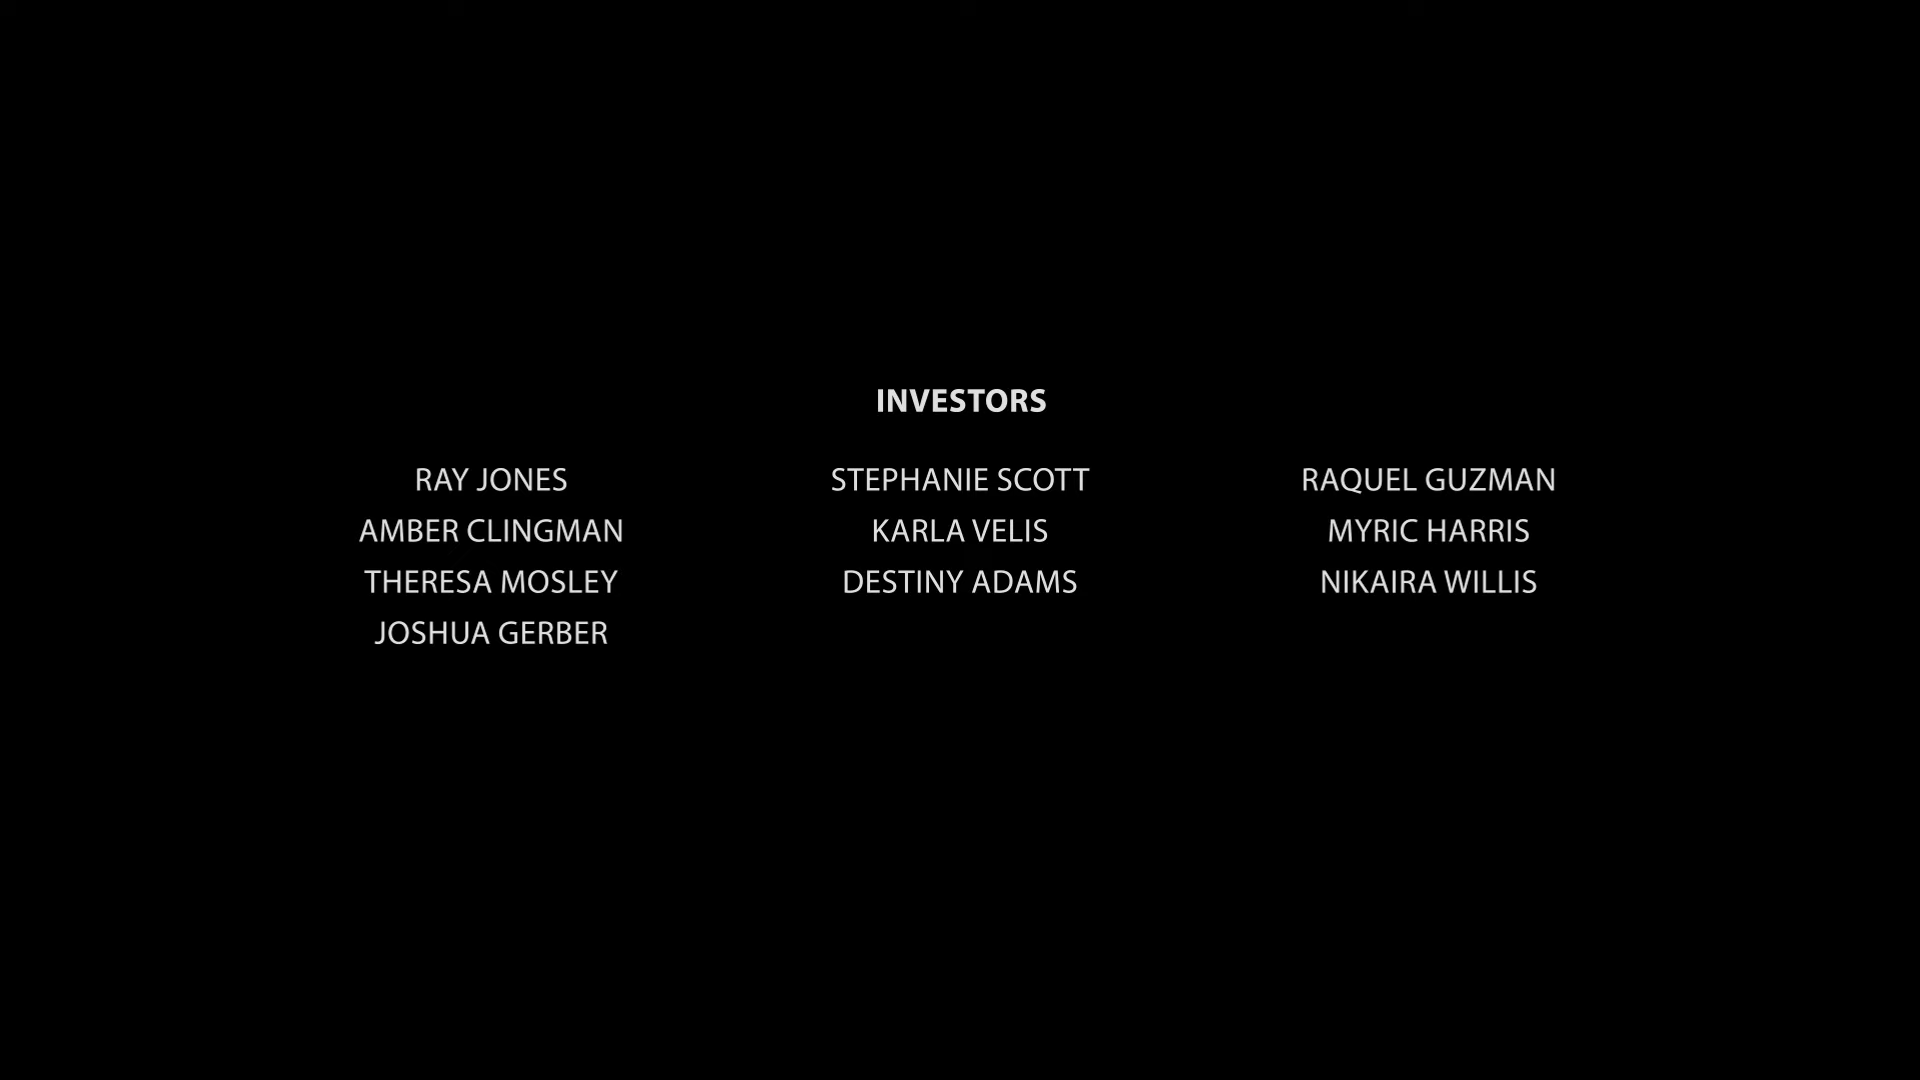 INVESTORS
RAY JONES
AMBER CLINGMAN
THERESA MOSLEY
JOSHUA GERBER
STEPHANIE SCOTT
KARLA VELIS
DESTINY ADAMS
RAQUEL GUZMAN
MYRIC HARRIS
NIKAIRA WILLIS